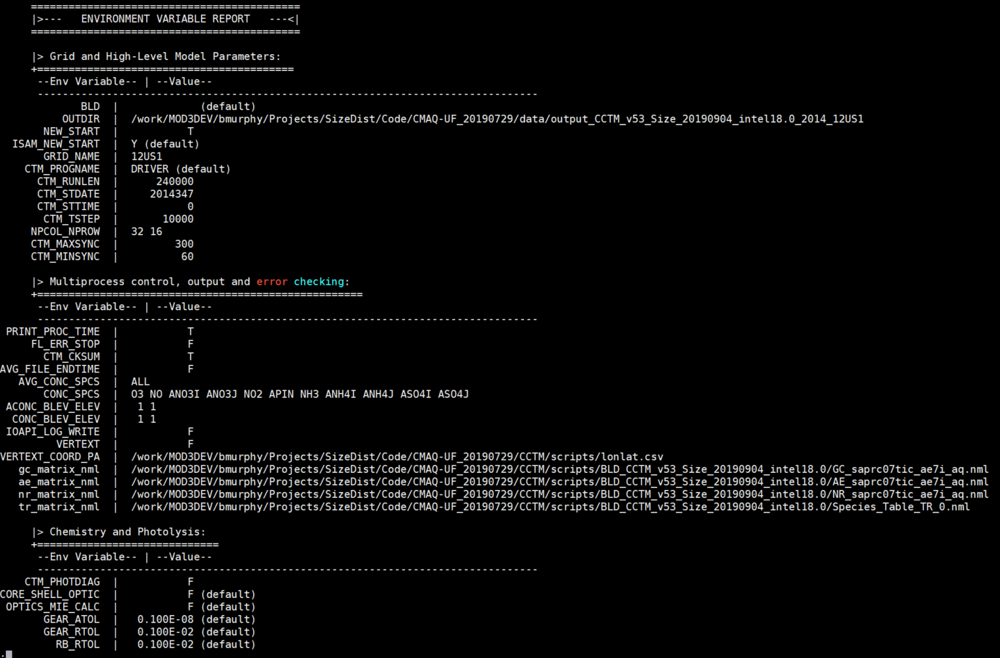 ===========================================
|>---   ENVIRONMENT VARIABLE REPORT   ---<|
===========================================
|> Grid and High-Level Model Parameters:
+=========================================
--Env Variable-- | --Value--
--------------------------------------------------------------------------------
BLD  |             (default)
OUTDIR  |  /work/MOD3DEV/bmurphy/Projects/SizeDist/Code/CMAQ-UF_20190729/data/output_CCTM_v53_Size_20190904_intel18.0_2014_12US1
NEW_START  |           T
ISAM_NEW_START  |  Y (default)
GRID_NAME  |  12US1
CTM_PROGNAME  |  DRIVER (default)
CTM_RUNLEN  |      240000
CTM_STDATE  |     2014347
CTM_STTIME  |           0
CTM_TSTEP  |       10000
NPCOL_NPROW  |  32 16
CTM_MAXSYNC  |         300
CTM_MINSYNC  |          60
|> Multiprocess control, output and error checking:
+====================================================
--Env Variable-- | --Value--
--------------------------------------------------------------------------------
PRINT_PROC_TIME  |           T
FL_ERR_STOP  |           F
CTM_CKSUM  |           T
AVG_FILE_ENDTIME  |           F
AVG_CONC_SPCS  |  ALL
CONC_SPCS  |  O3 NO ANO3I ANO3J NO2 APIN NH3 ANH4I ANH4J ASO4I ASO4J
ACONC_BLEV_ELEV  |   1 1
CONC_BLEV_ELEV  |   1 1
IOAPI_LOG_WRITE  |           F
VERTEXT  |           F
VERTEXT_COORD_PA  |  /work/MOD3DEV/bmurphy/Projects/SizeDist/Code/CMAQ-UF_20190729/CCTM/scripts/lonlat.csv
gc_matrix_nml  |  /work/MOD3DEV/bmurphy/Projects/SizeDist/Code/CMAQ-UF_20190729/CCTM/scripts/BLD_CCTM_v53_Size_20190904_intel18.0/GC_saprc07tic_ae7i_aq.nml
ae_matrix_nml  |  /work/MOD3DEV/bmurphy/Projects/SizeDist/Code/CMAQ-UF_20190729/CCTM/scripts/BLD_CCTM_v53_Size_20190904_intel18.0/AE_saprc07tic_ae7i_aq.nml
nr_matrix_nml  |  /work/MOD3DEV/bmurphy/Projects/SizeDist/Code/CMAQ-UF_20190729/CCTM/scripts/BLD_CCTM_v53_Size_20190904_intel18.0/NR_saprc07tic_ae7i_aq.nml
tr_matrix_nml  |  /work/MOD3DEV/bmurphy/Projects/SizeDist/Code/CMAQ-UF_20190729/CCTM/scripts/BLD_CCTM_v53_Size_20190904_intel18.0/Species_Table_TR_0.nml
|> Chemistry and Photolysis:
+=============================
--Env Variable-- | --Value--
--------------------------------------------------------------------------------
CTM_PHOTDIAG  |           F
CORE_SHELL_OPTIC  |           F (default)
OPTICS_MIE_CALC  |           F (default)
GEAR_ATOL  |   0.100E-08 (default)
GEAR_RTOL  |   0.100E-02 (default)
RB_RTOL  |   0.100E-02 (default)
.